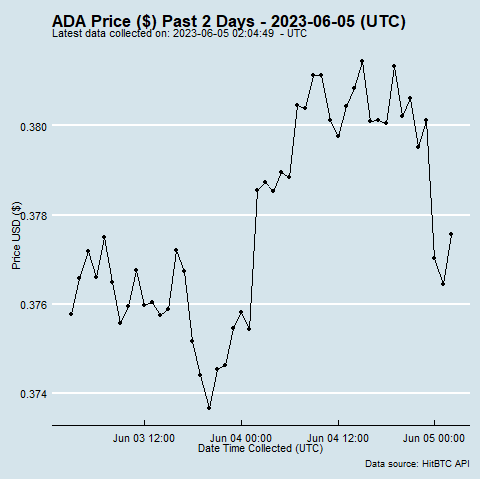 ADA Price ($) Past 2 Days - 2023-06-05 (UTC)
Latest data collected on: 2023-06-05 02:04:49  - UTC
Price USD ($)
0.380
0.378
0.376
0.374
Jun 03 12:00
Jun 04 00:00
Jun 04 12:00
Jun 05 00:00
Date Time Collected (UTC)
Data source: HitBTC API